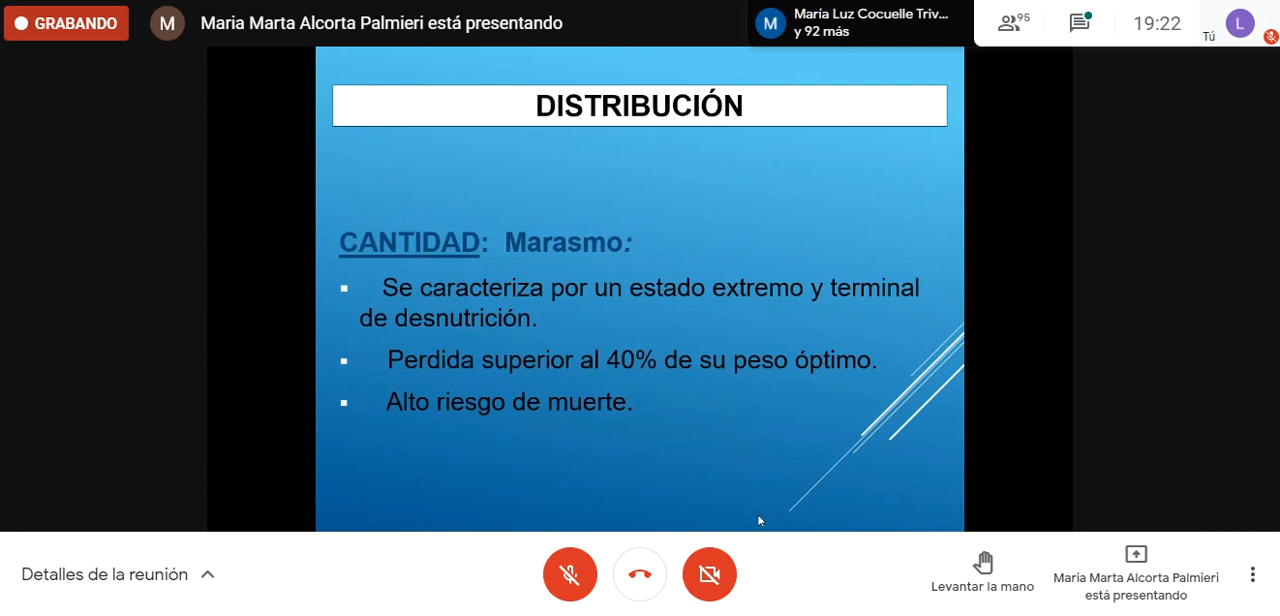 GRABANDO
M
Maria Marta Alcorta Palmieri está presentando
M
María Luz Cocuelle Triv...
y 92 más
95
19:22
Tú
L
DISTRIBUCIÓN
CANTIDAD: Marasmo:
▪ Se caracteriza por un estado extremo y terminal
de desnutrición.
▪ Perdida superior al 40% de su peso óptimo.
▪ Alto riesgo de muerte.
Detalles de la reunión
Levantar la mano
Maria Marta Alcorta Palmieri
está presentando